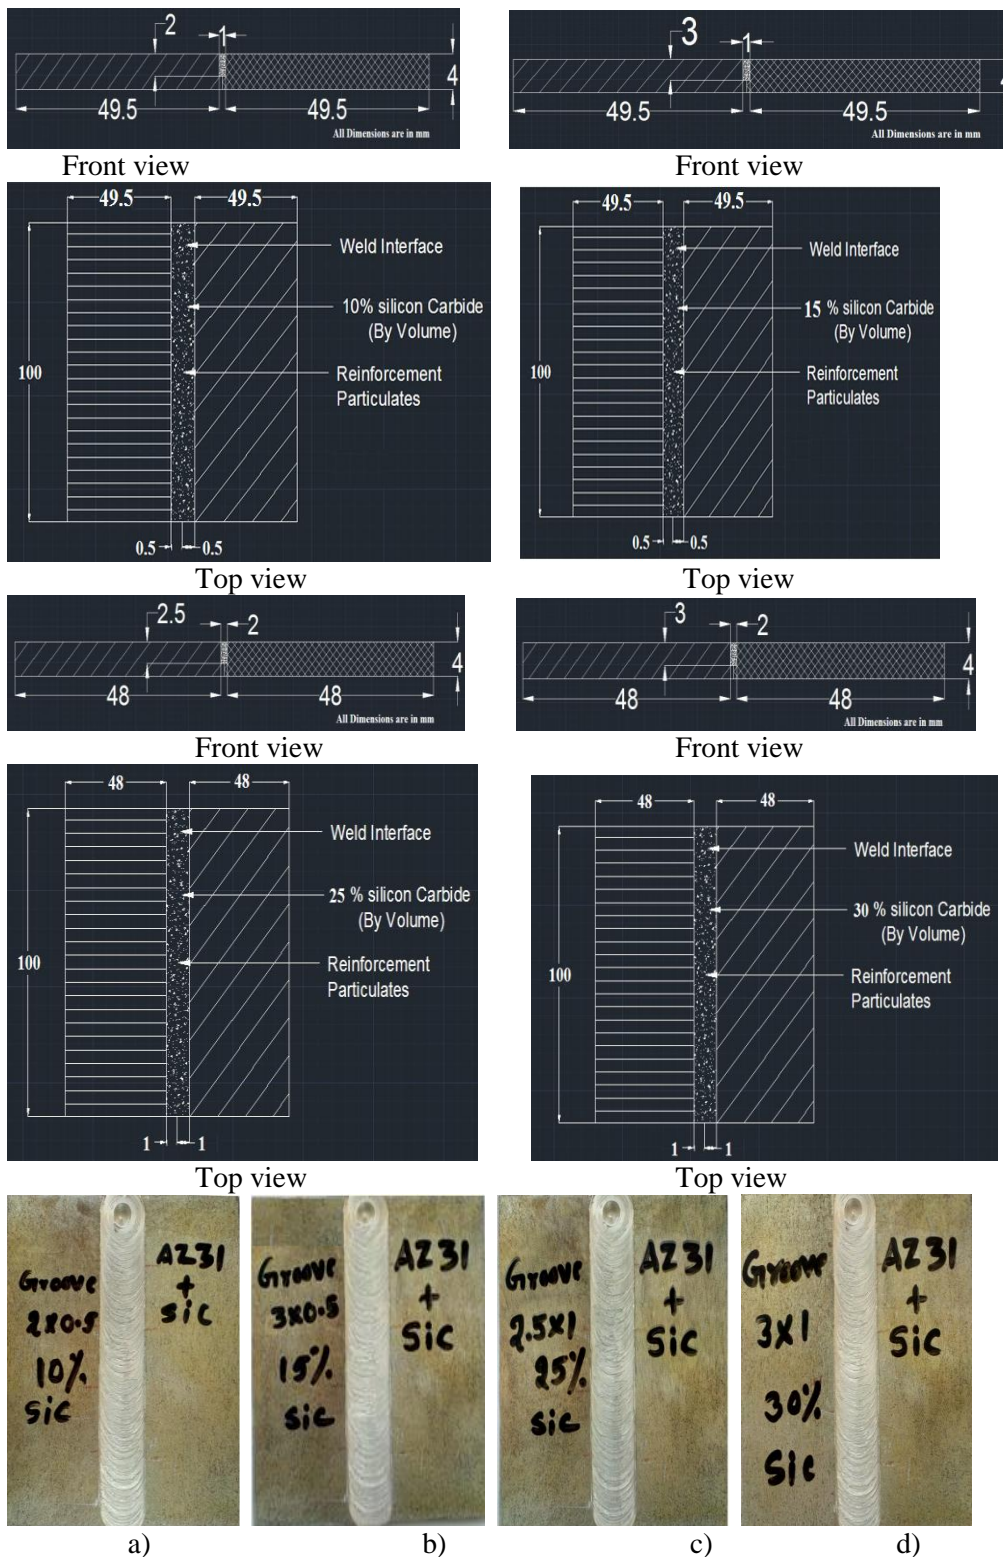 2
1
4
49.5
49.5
All Dimensions are in mm
Front view
3
1
49.5
49.5
All Dimensions are in mm
Front view
49.5
49.5
Weld Interface
10% silicon Carbide
(By Volume)
100
Reinforcement
Particulates
0.5
0.5
Top view
49.5
49.5
Weld Interface
15 % silicon Carbide
(By Volume)
100
Reinforcement
Particulates
0.5
0.5
Top view
2.5
2
4
48
48
All Dimensions are in mm
Front view
3
2
4
48
48
All Dimensions are in mm
Front view
48
48
Weld Interface
25 % silicon Carbide
(By Volume)
100
Reinforcement
Particulates
1
1
Top view
48
48
Weld Interface
30 % silicon Carbide
(By Volume)
100
Reinforcement
Particulates
1
1
Top view
Groove
2X0.5
10%
Sic
AZ31
+
Sic
Groove
3X0.5
15%
Sic
AZ31
+
Sic
Groove
2.5X1
25%
Sic
AZ31
+
Sic
Groove
3X1
30%
Sic
AZ31
+
Sic
a)
b)
c)
d)